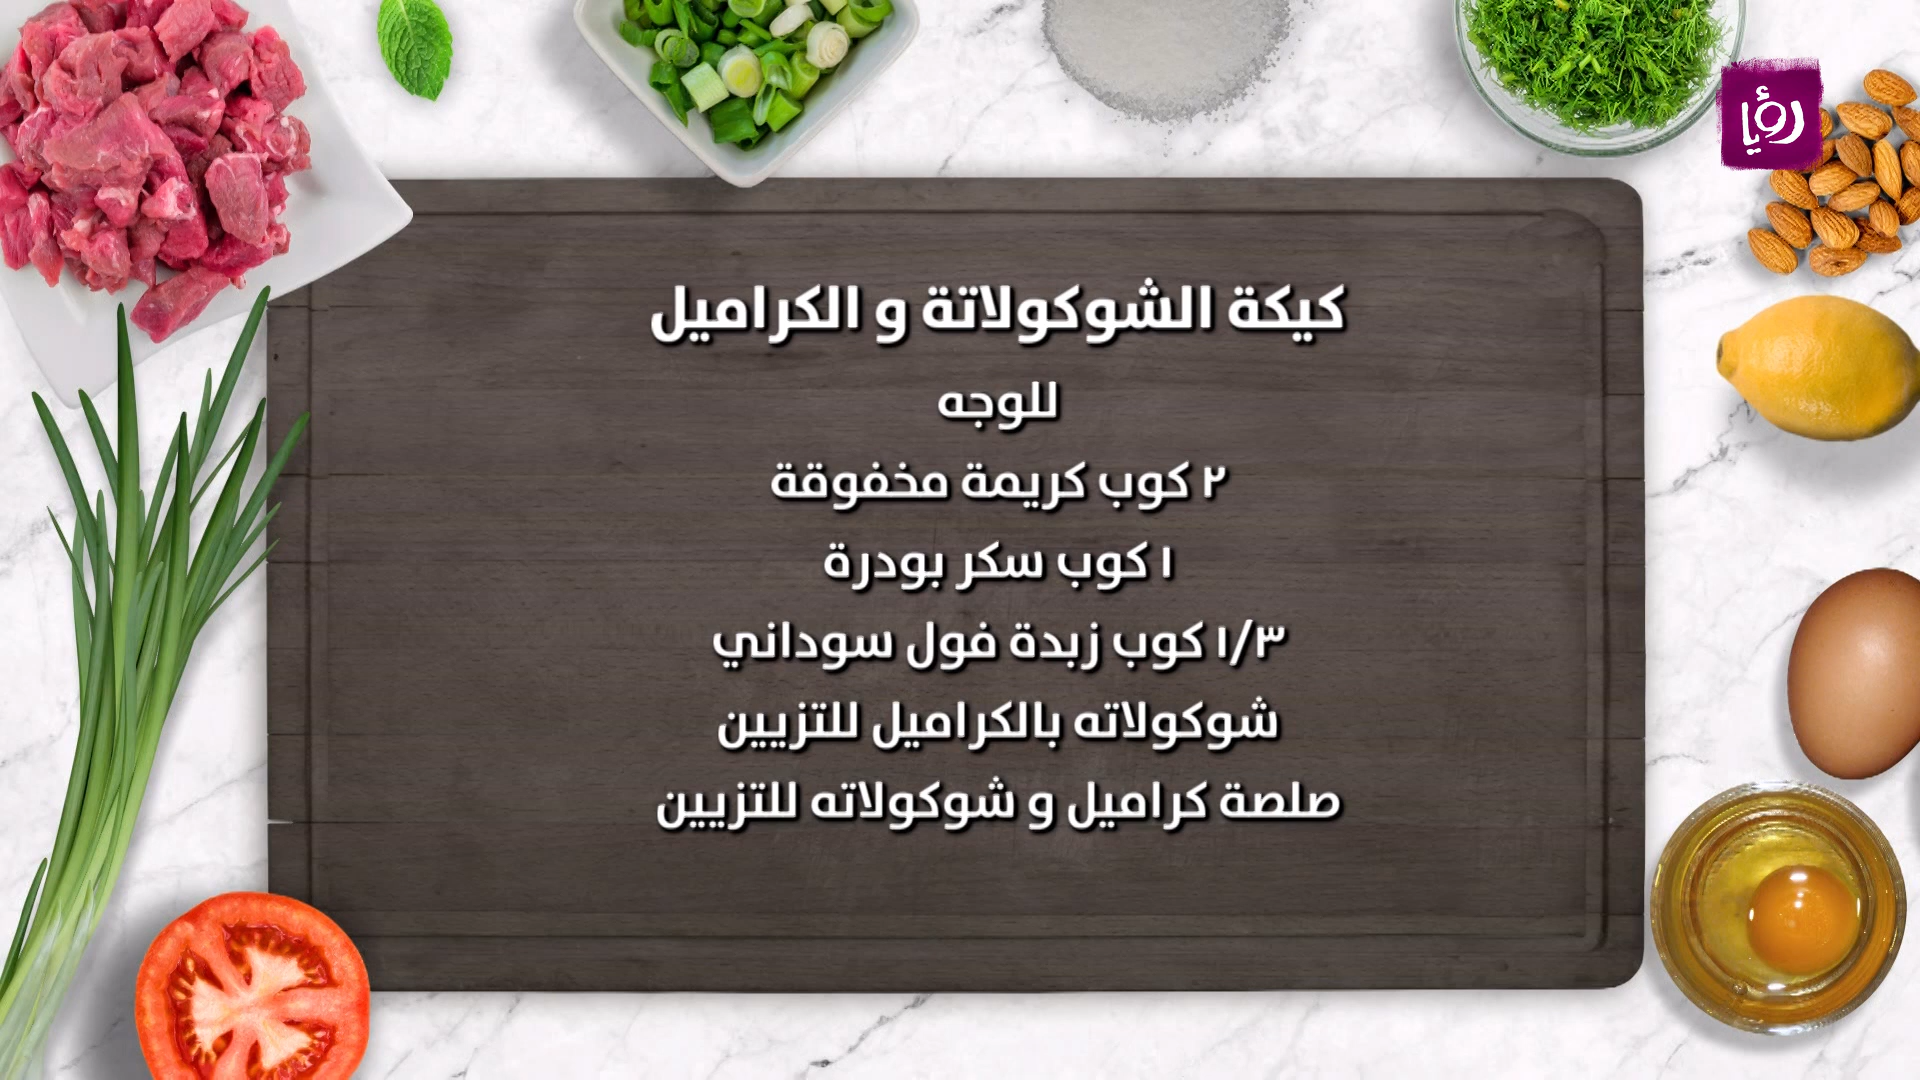 رؤيا
كيكة الشوكولاتة و الكراميل
للوجه
٢ كوب كريمة مخفوقة
١ كوب سكر بودرة
١/٣ كوب زبدة فول سوداني
شوكولاته بالكراميل للتزيين
صلصة كراميل و شوكولاته للتزيين